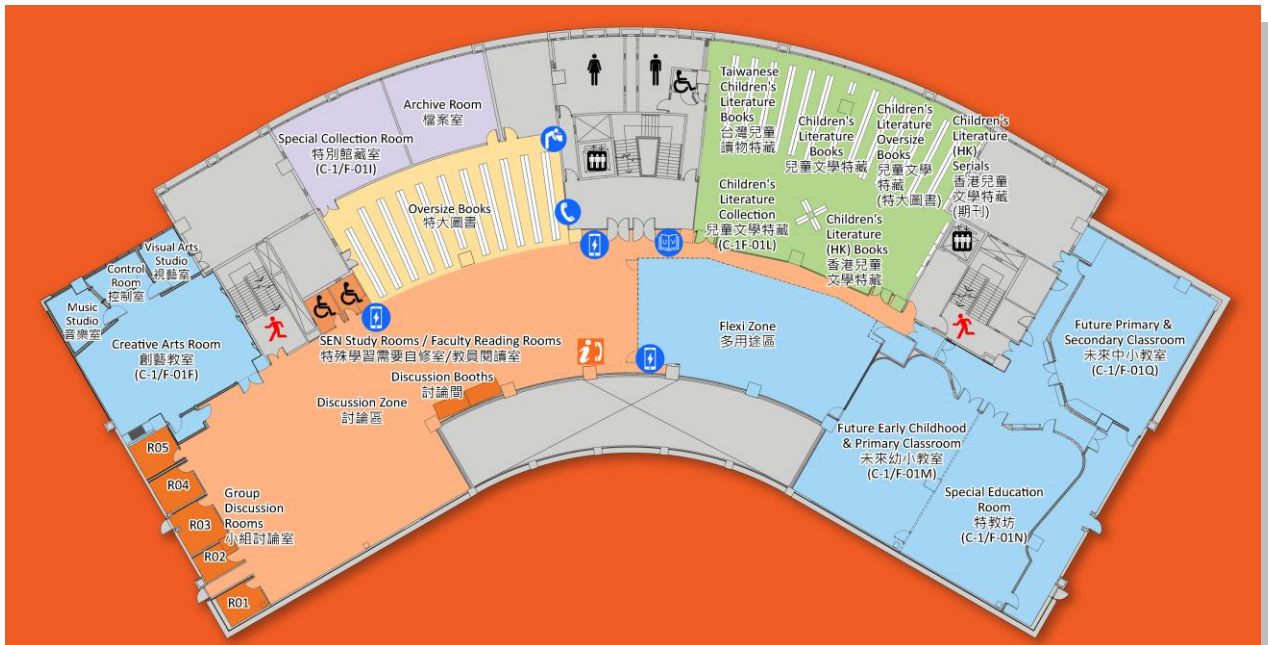 Archive Room
檔案室
Special Collection Room
特別館藏室
(C-1/F-01I)
Oversize Books
特大圖書
Taiwanese
Children's
Literature
Books
台灣兒童
讀物特藏
Children's
Literature
Books
兒童文學特藏
Children's
Literature
Oversize
Books
兒童文學
特藏
(特大圖書)
Children's
Literature
(HK)
Serials
香港兒童
文學特藏
(期刊)
Children's
Literature
Collection
兒童文學特藏
(C-1F-01L)
Children's
Literature
(HK) Books
香港兒童
文學特藏
UV
Visual Arts
Studio
視藝室
Control
Room
控制室
Music
Studio
音樂室
Creative Arts Room
創藝教室
(C-1/F-01F)
SEN Study Rooms / Faculty Reading Rooms
特殊學習需要自修室/教員閱讀室
Discussion Booths
討論間
Discussion Zone
討論區
i
Flexi Zone
多用途區
Future Primary &
Secondary Classroom
未來中小教室
(C-1/F-01Q)
Future Early Childhood
& Primary Classroom
未來幼小教室
(C-1/F-01M)
Special Education
Room
特教坊
(C-1/F-01N)
R05
R04
R03
R02
R01
Group
Discussion
Rooms
小組討論室